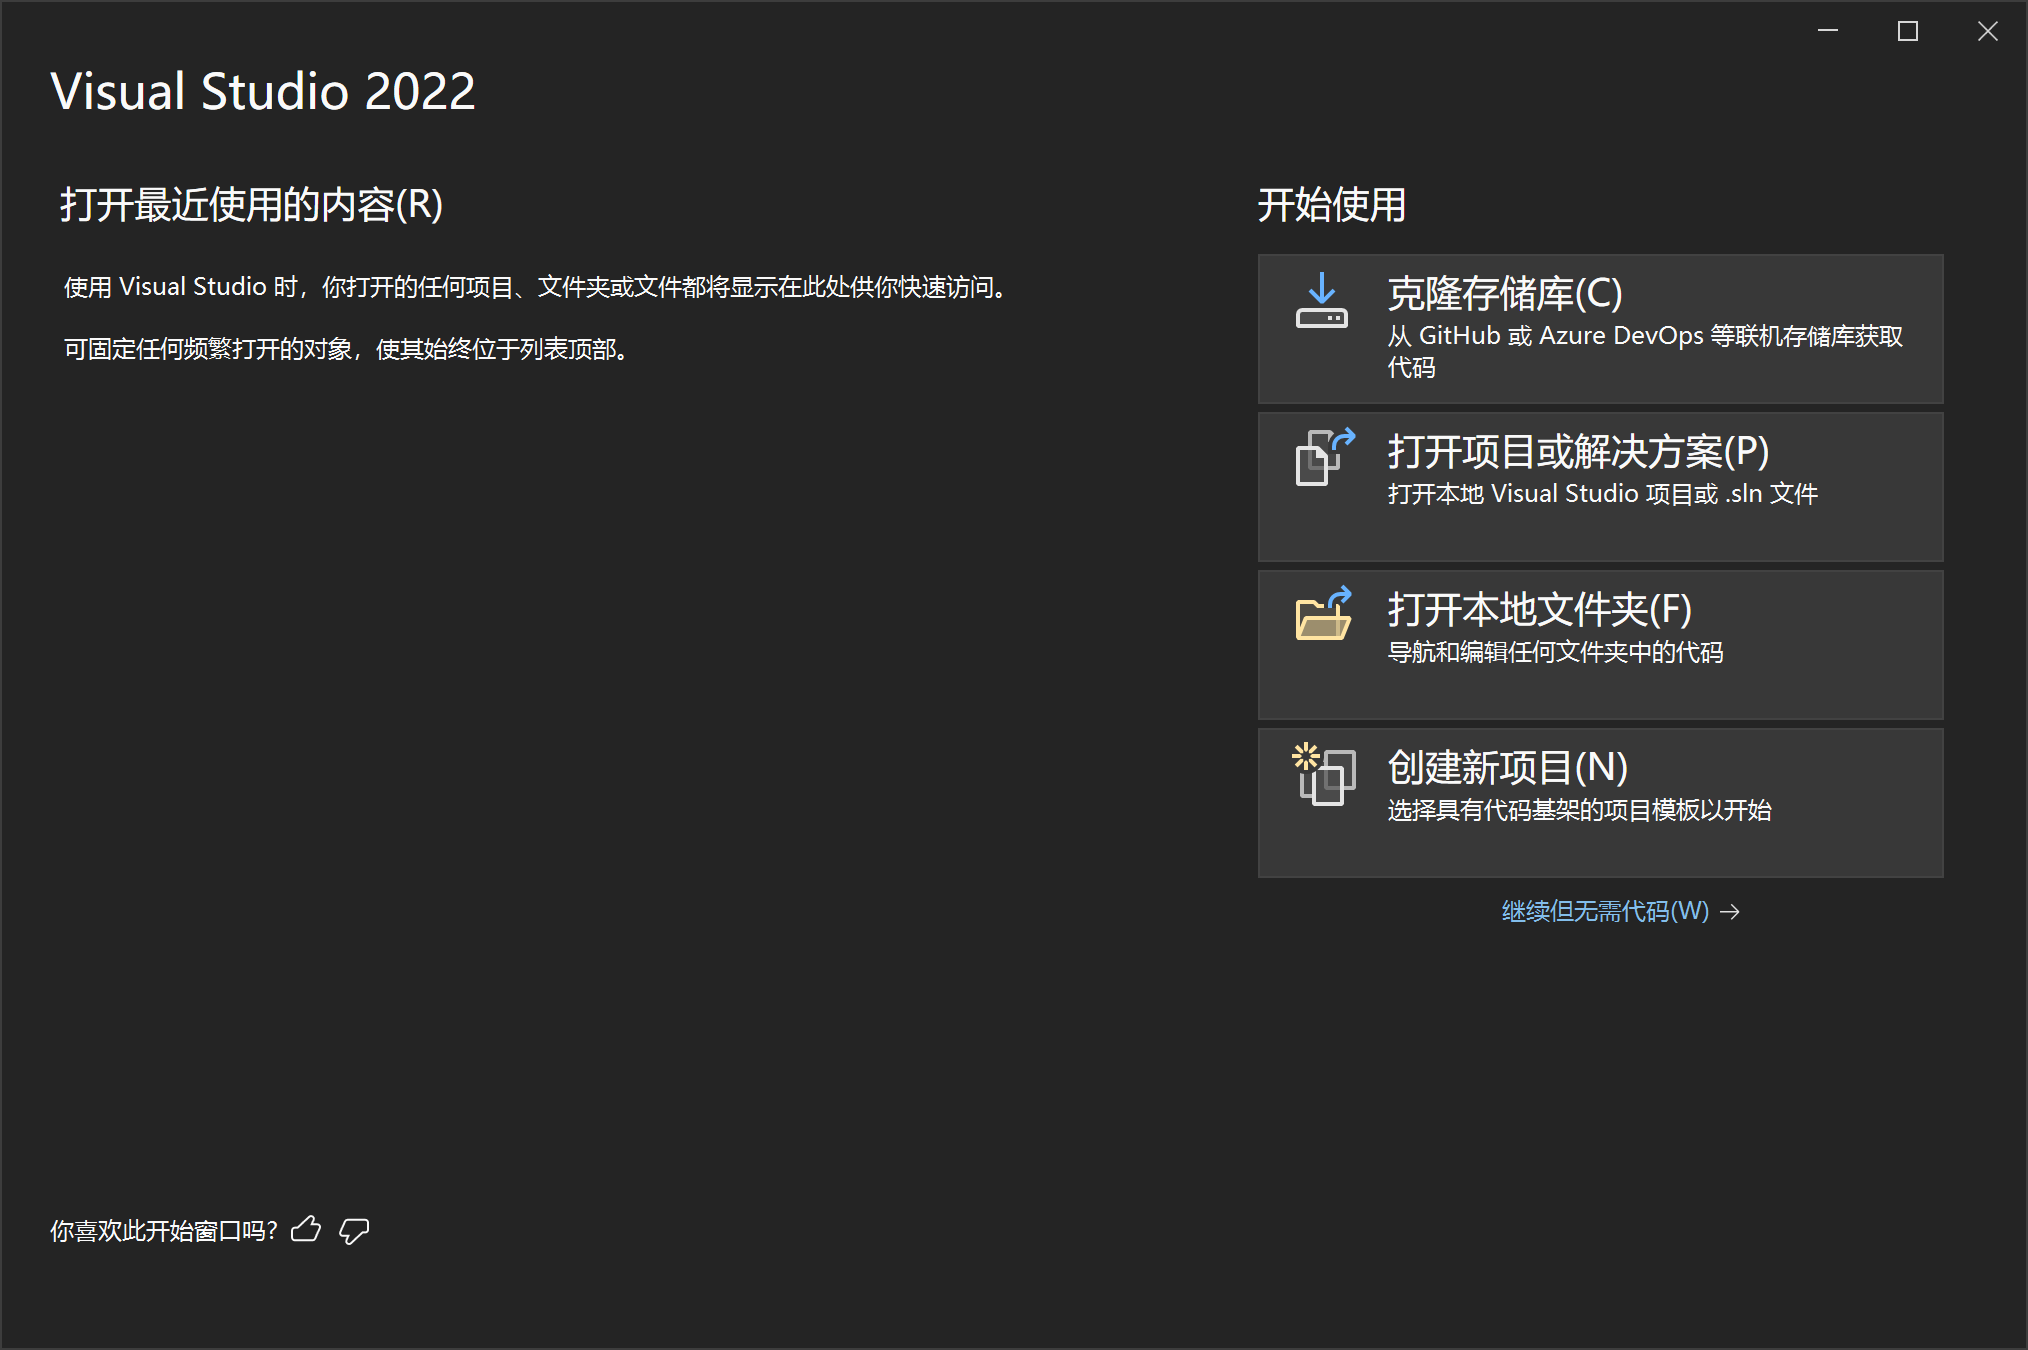 Visual Studio 2022
打开最近使用的内容(R)
使用 Visual Studio 时，你打开的任何项目、文件夹或文件都将显示在此处供你快速访问。
可固定任何频繁打开的对象，使其始终位于列表顶部。
开始使用
克隆存储库(C)
从 GitHub 或 Azure DevOps 等联机存储库获取
代码
打开项目或解决方案(P)
打开本地 Visual Studio 项目或 .sln 文件
打开本地文件夹(F)
导航和编辑任何文件夹中的代码
创建新项目(N)
选择具有代码基架的项目模板以开始
继续但无需代码(W) →
你喜欢此开始窗口吗?